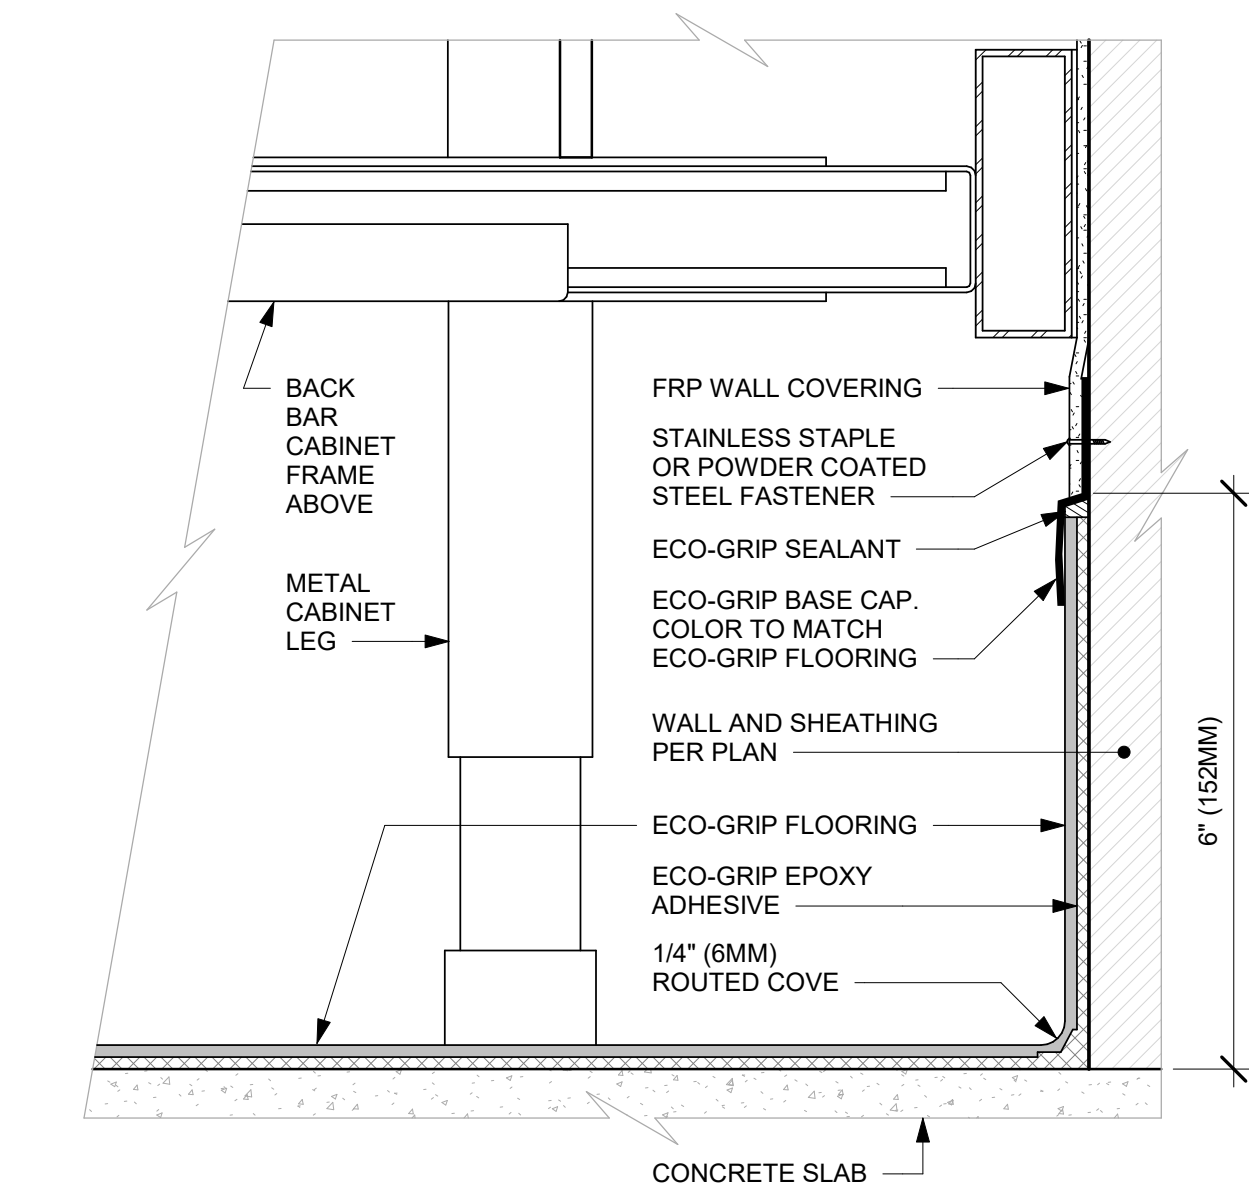 BACK
BAR
CABINET
FRAME
ABOVE
METAL
CABINET
LEG
FRP WALL COVERING
STAINLESS STAPLE
OR POWDER COATED
STEEL FASTENER
ECO-GRIP SEALANT
ECO-GRIP BASE CAP.
COLOR TO MATCH
ECO-GRIP FLOORING
WALL AND SHEATHING
PER PLAN
ECO-GRIP FLOORING
ECO-GRIP EPOXY
ADHESIVE
1/4" (6MM)
ROUTED COVE
CONCRETE SLAB
6" (152MM)